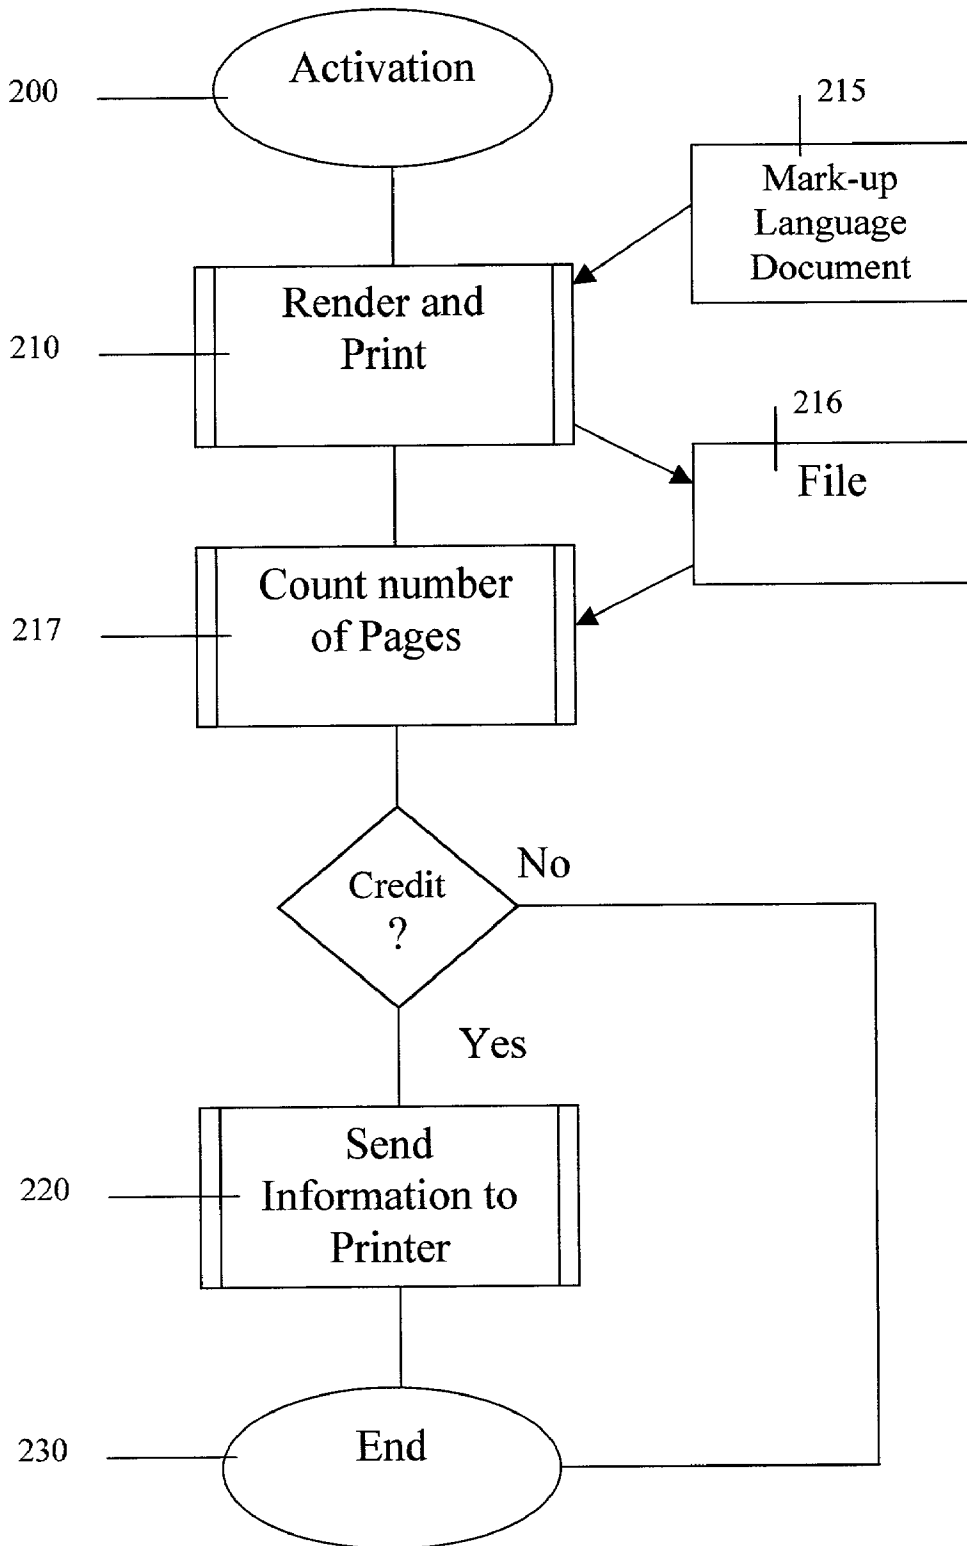 Activation
200
215
Mark-up
Language
Document
Render and
Print
210
216
File
Count number
of Pages
217
No
Credit
?
Yes
Send
Information to
Printer
220
End
230